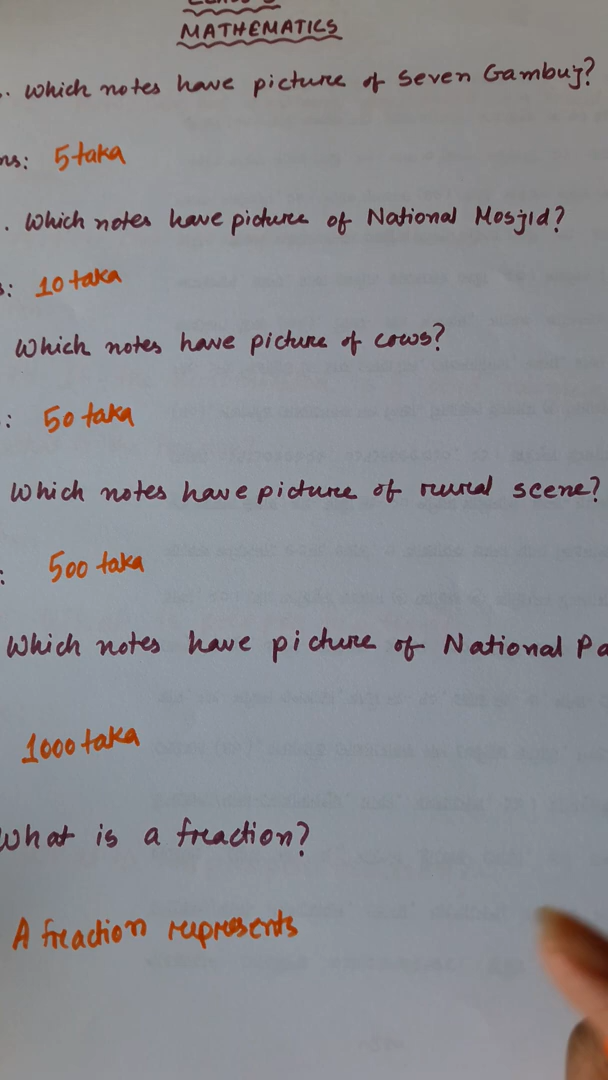 MATHEMATICS
. Which notes have picture of Seven Gambuj?
ns: 5 taka
. Which notes have picture of National Mosjid?
s: 10 taka
Which notes have picture of cows?
: 50 taka
Which notes have picture of rural scene?
: 500 taka
Which notes have picture of National Pa
1000 taka
What is a fraction?
A fraction represents